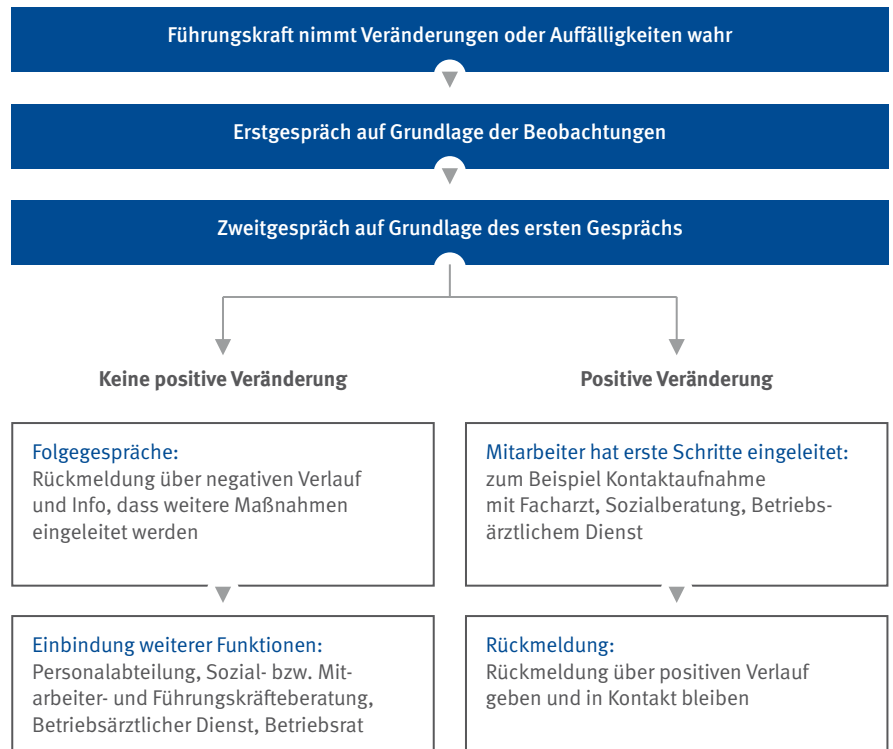 Führungskraft nimmt Veränderungen oder Auffälligkeiten wahr
Erstgespräch auf Grundlage der Beobachtungen
Zweitgespräch auf Grundlage des ersten Gesprächs
Keine positive Veränderung
Folgegespräche:
Rückmeldung über negativen Verlauf
und Info, dass weitere Maßnahmen
eingeleitet werden
Einbindung weiterer Funktionen:
Personalabteilung, Sozial- bzw. Mit-
arbeiter- und Führungskräfteberatung,
Betriebsärztlicher Dienst, Betriebsrat
Positive Veränderung
Mitarbeiter hat erste Schritte eingeleitet:
zum Beispiel Kontaktaufnahme
mit Facharzt, Sozialberatung, Betriebs-
ärztlichem Dienst
Rückmeldung:
Rückmeldung über positiven Verlauf
geben und in Kontakt bleiben